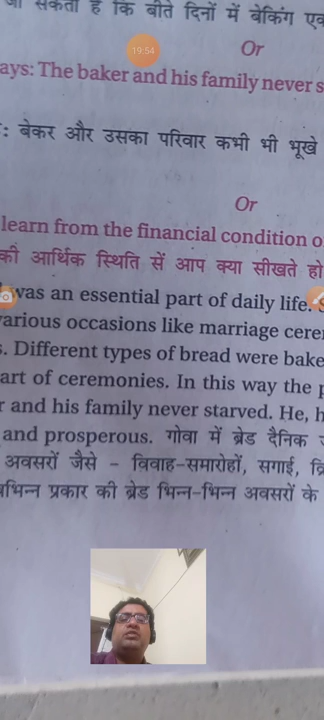 सकता है कि बीते दिनों में बेकिंग एव
19:54
Or
ays: The baker and his family never s
: बेकर और उसका परिवार कभी भी भूखे
Or
learn from the financial condition o
की आर्थिक स्थिति सें आप क्या सीखते हो
was an essential part of daily life.
various occasions like marriage cere
s. Different types of bread were bake
art of ceremonies. In this way the p
r and his family never starved. He, h
and prosperous. गोवा में ब्रेड दैनिक
अवसरों जैसे – विवाह-समारोहों, सगाई, क्रि
भिन्न प्रकार की ब्रेड भिन्न-भिन्न अवसरों के